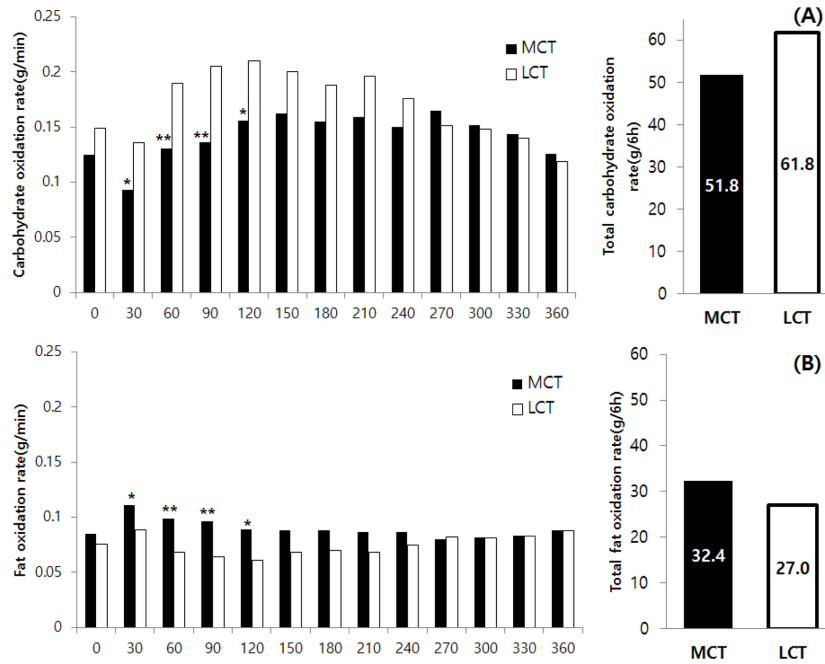 (A)
Carbohydrate oxidation rate(g/min)
0.25
0.2
0.15
0.1
0.05
0
MCT
LCT
*
**
**
*
0 30 60 90 120 150 180 210 240 270 300 330 360
Total carbohydrate oxidation
rate(g/6h)
60
50
40
30
20
10
0
51.8
61.8
MCT LCT
(B)
Fat oxidation rate(g/min)
0.25
0.2
0.15
0.1
0.05
0
MCT
LCT
*
**
**
*
0 30 60 90 120 150 180 210 240 270 300 330 360
Total fat oxidation rate(g/6h)
60
50
40
30
20
10
0
32.4
27.0
MCT LCT